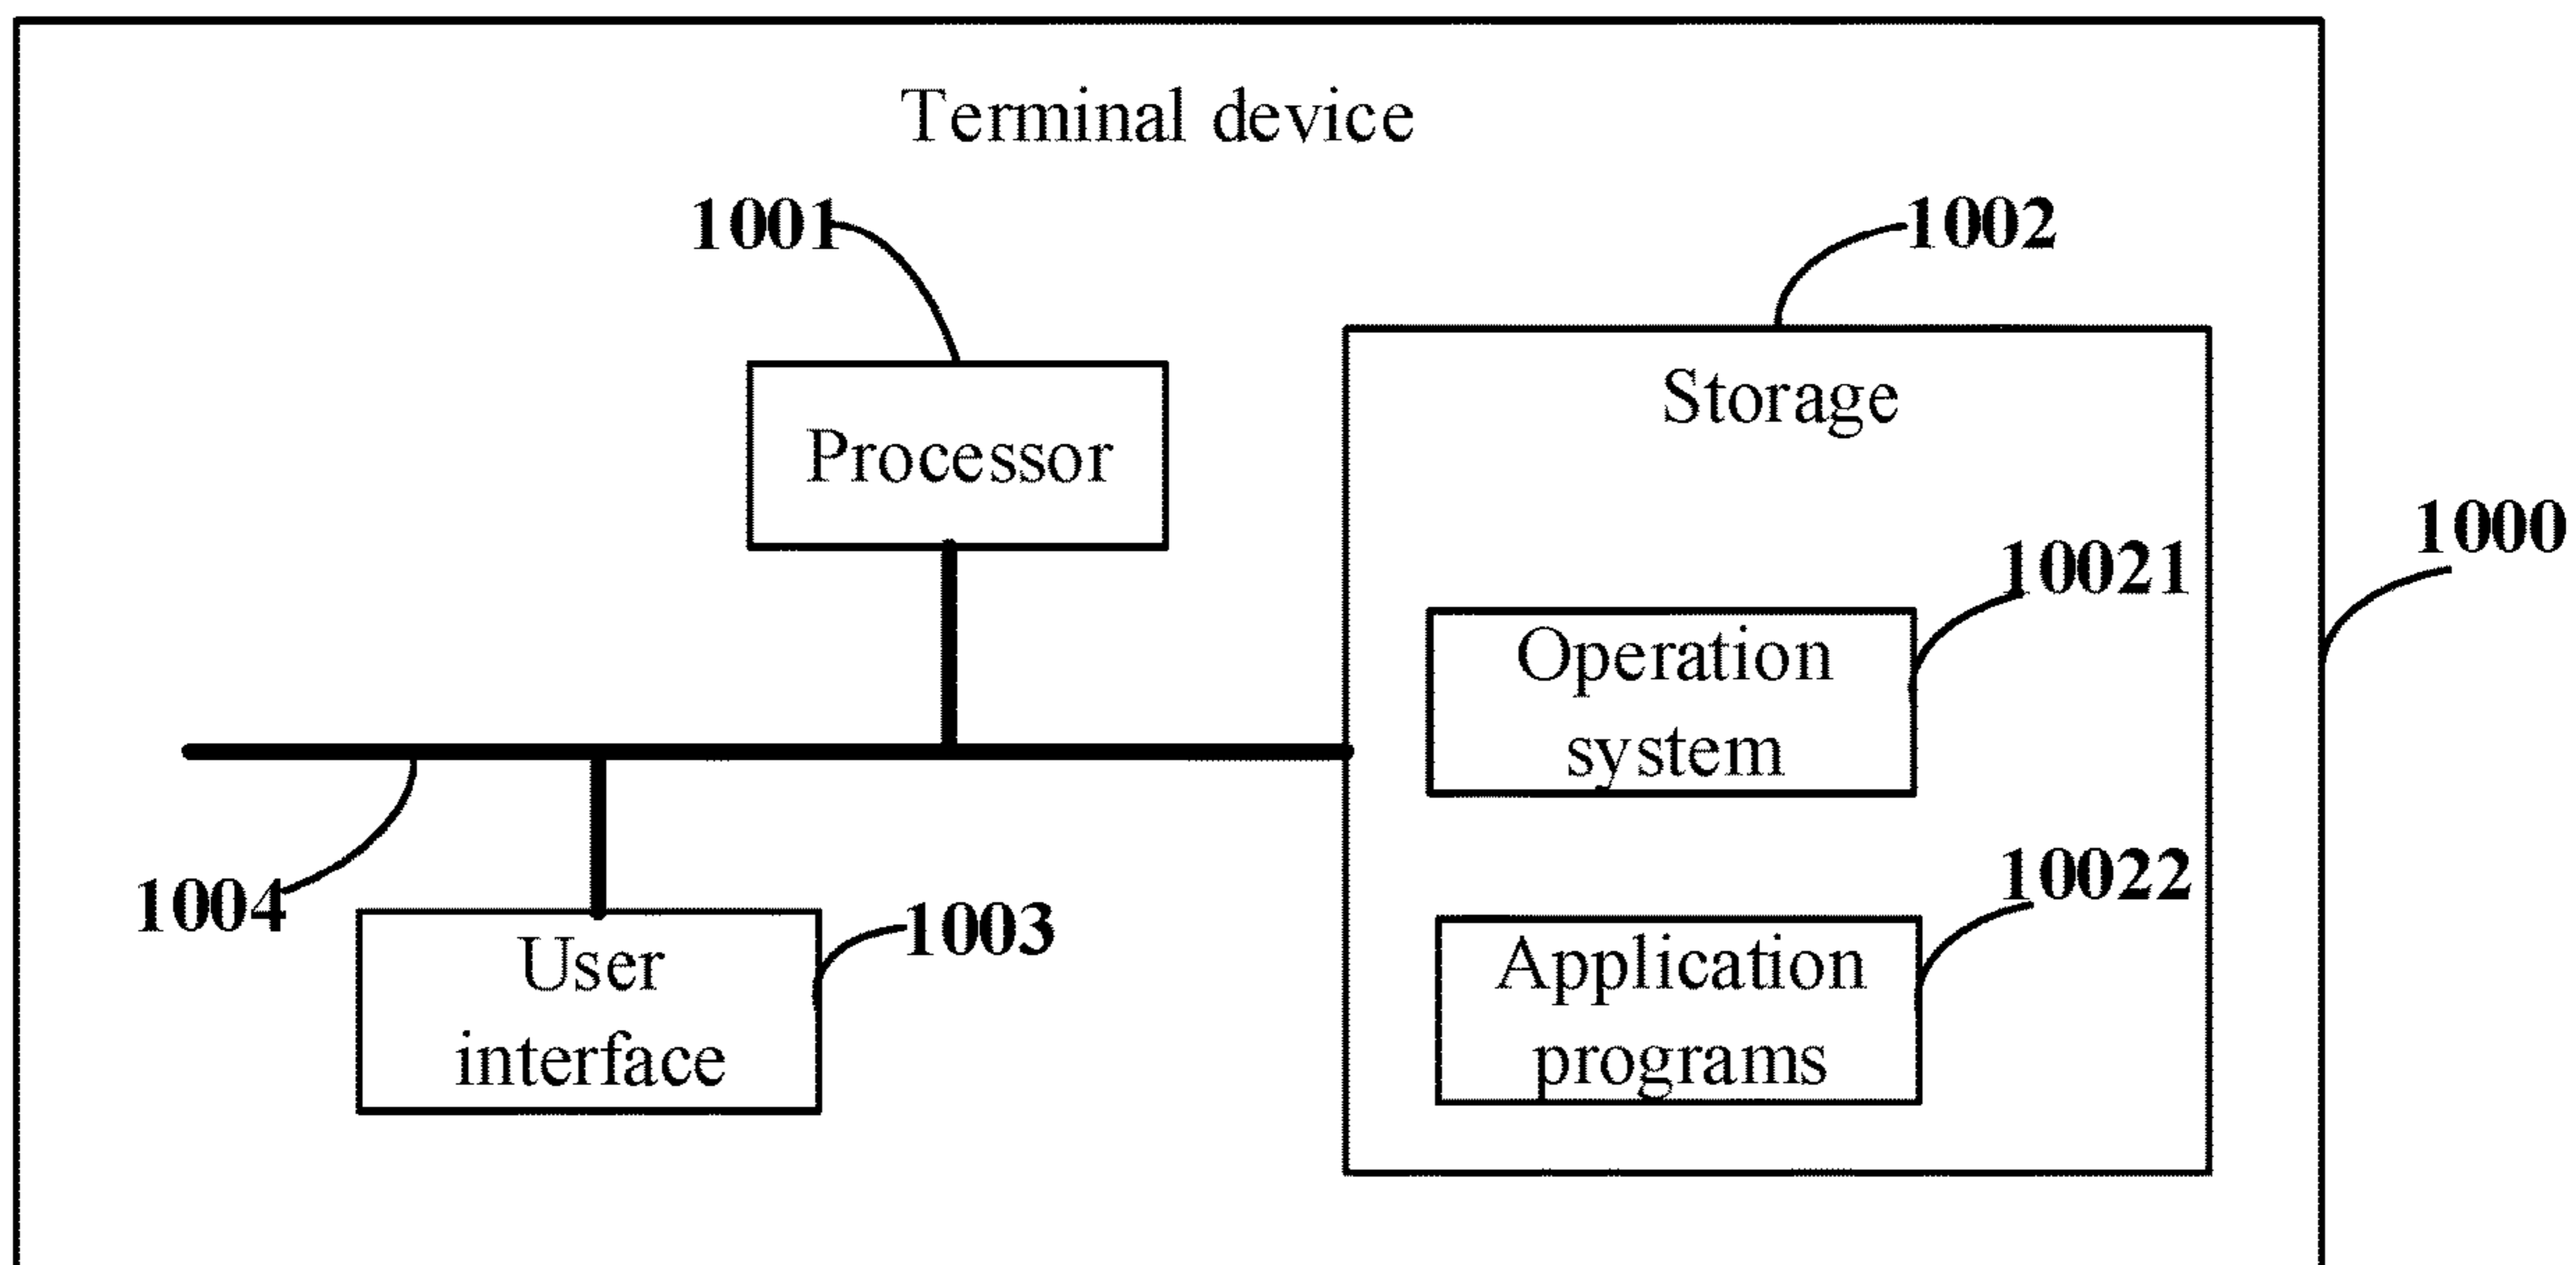 Terminal device
1001
1002
Processor
Storage
1000
10021
Operation
system
10022
1004
1003
User
interface
Application
programs